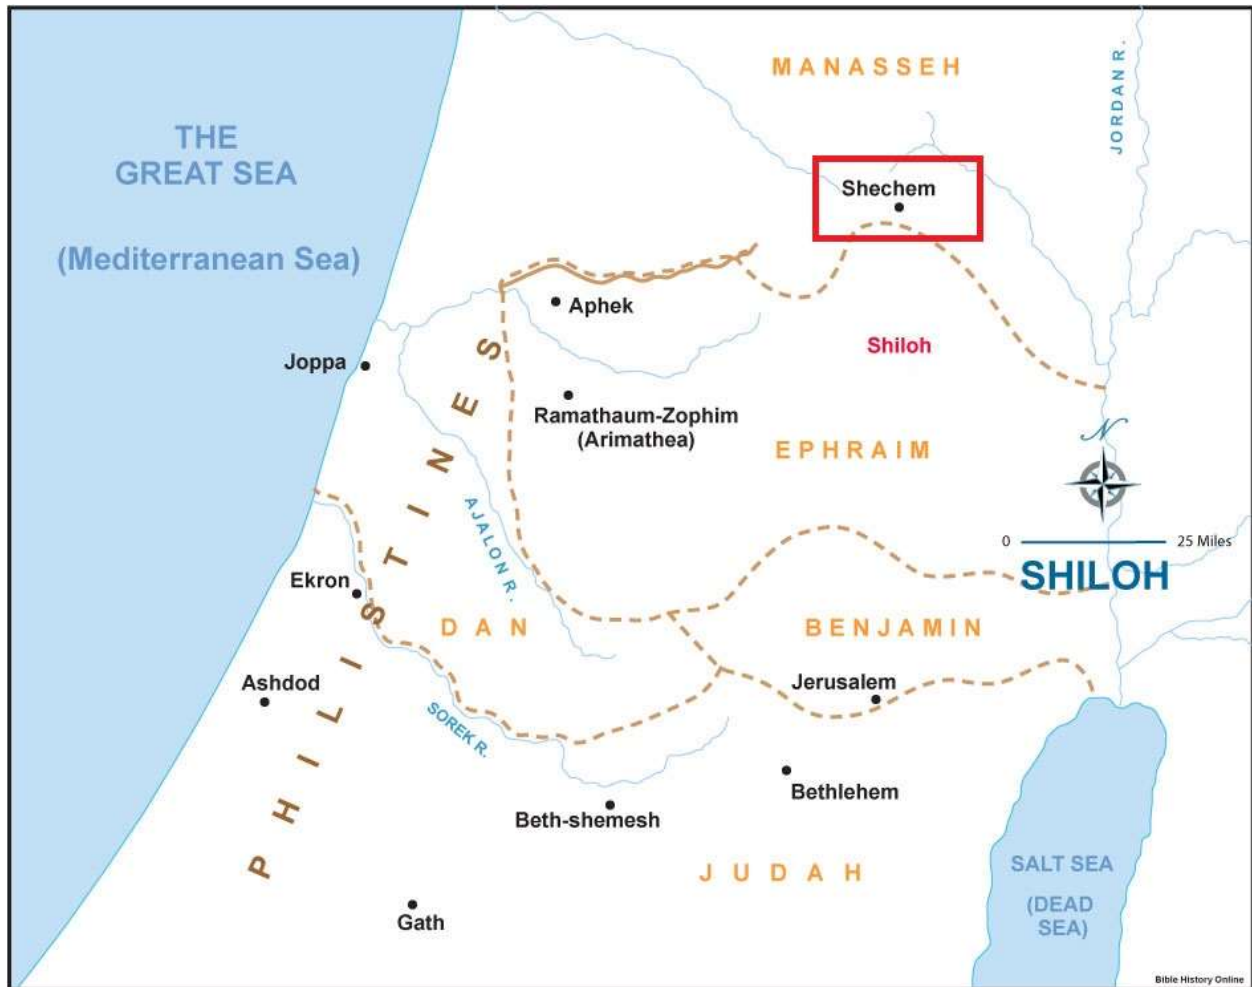 MANASSEH
JORDAN R.
THE
GREAT SEA
(Mediterranean Sea)
Shechem
Aphek
Shiloh
Joppa
Ramathaum-Zophim
(Arimathea)
EPHRAIM
N
PHILISTINES
AJALON R.
0 25 Miles
SHILOH
Ekron
DAN
BENJAMIN
Ashdod
Jerusalem
SOREK R.
Bethlehem
Beth-shemesh
JUDAH
SALT SEA
(DEAD
SEA)
Gath
Bible History Online